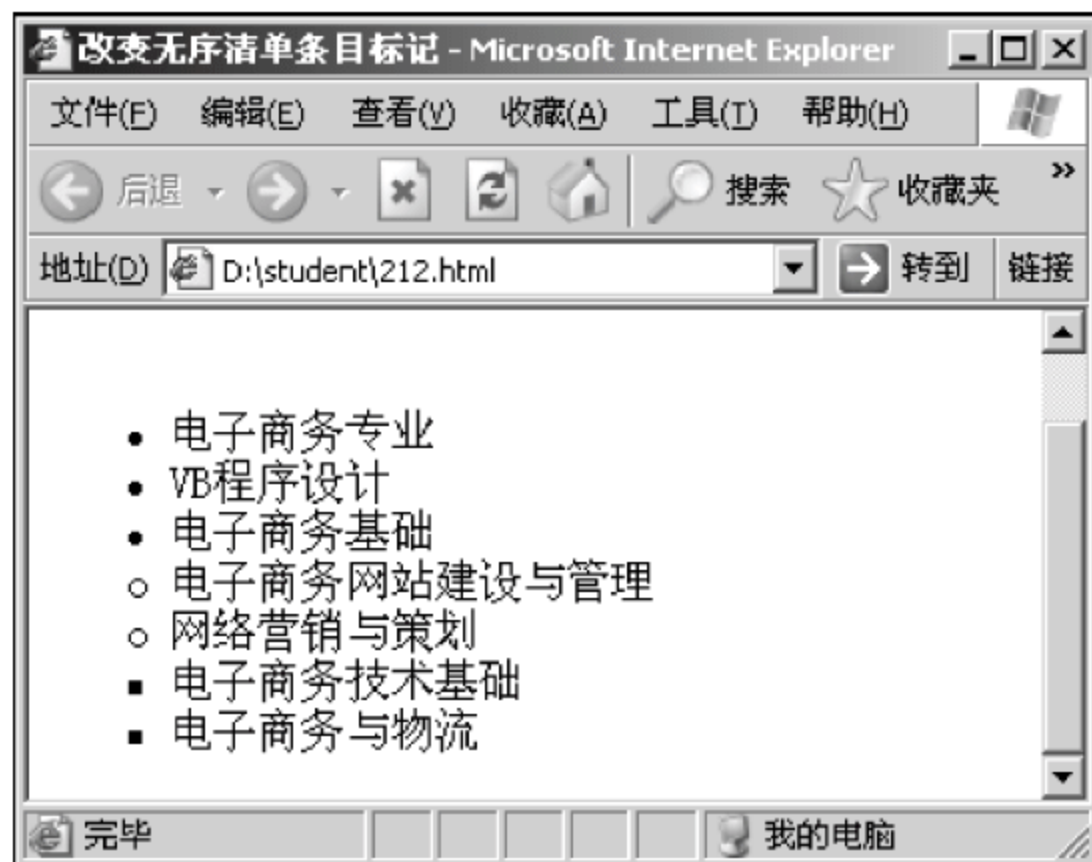 改变无序清单条目标记 - Microsoft Internet Explorer
文件(F) 编辑(E) 查看(V) 收藏(A) 工具(T) 帮助(H)
后退 搜索 收藏夹 »
地址(D) D:\student\212.html 转到 链接
• 电子商务专业
• VB程序设计
• 电子商务基础
○ 电子商务网站建设与管理
○ 网络营销与策划
■ 电子商务技术基础
■ 电子商务与物流
完毕 我的电脑